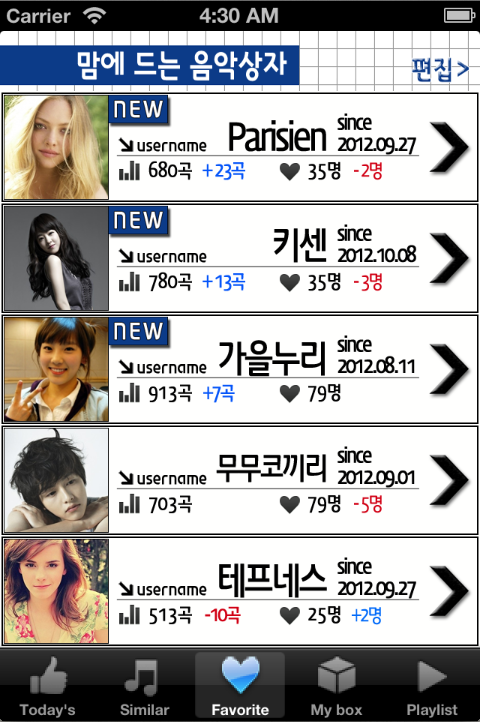 Carrier 4:30 AM
맘에 드는 음악상자 편집>
NEW
username Parisien since 2012.09.27
680곡 +23곡 35명 -2명
NEW
username 키센 since 2012.10.08
780곡 +13곡 35명 -3명
NEW
username 가을누리 since 2012.08.11
913곡 +7곡 79명
username 무무코끼리 since 2012.09.01
703곡 79명 -5명
username 테프네스 since 2012.09.27
513곡 -10곡 25명 +2명
Today's Similar Favorite My box Playlist